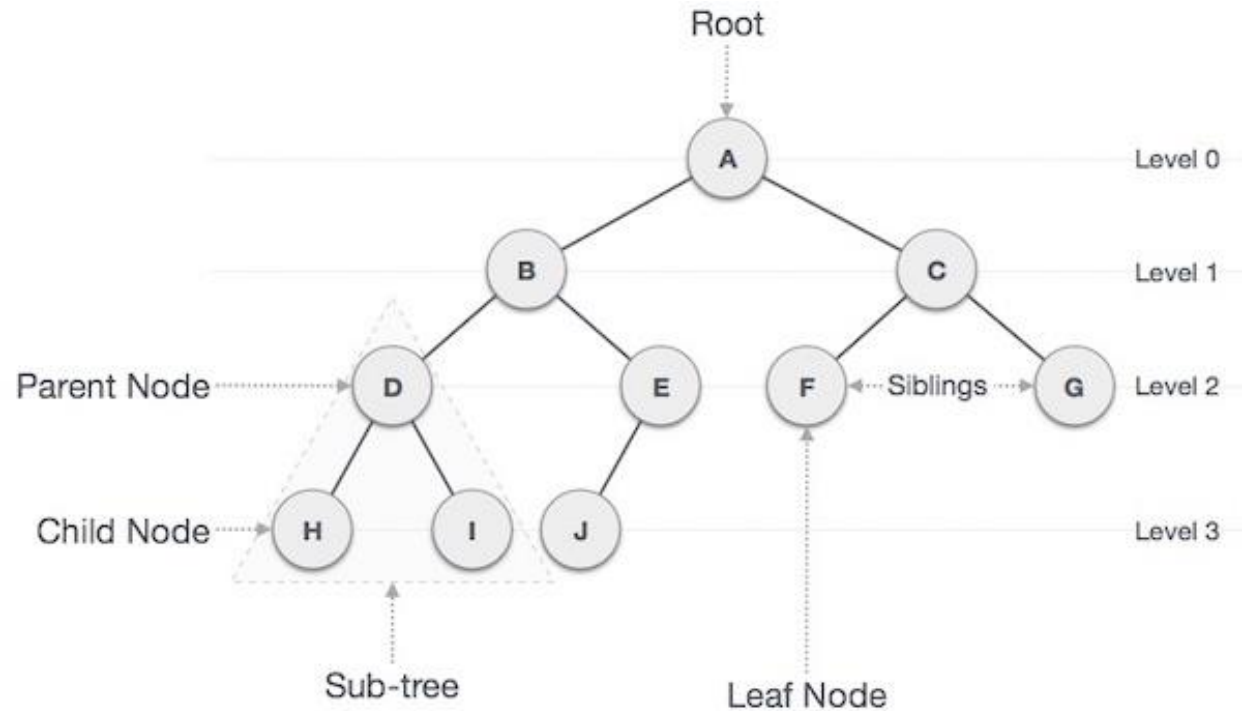 Root
A
Level 0
B
C
Level 1
Parent Node
D
E
F
Siblings
G
Level 2
Child Node
H
I
J
Level 3
Sub-tree
Leaf Node